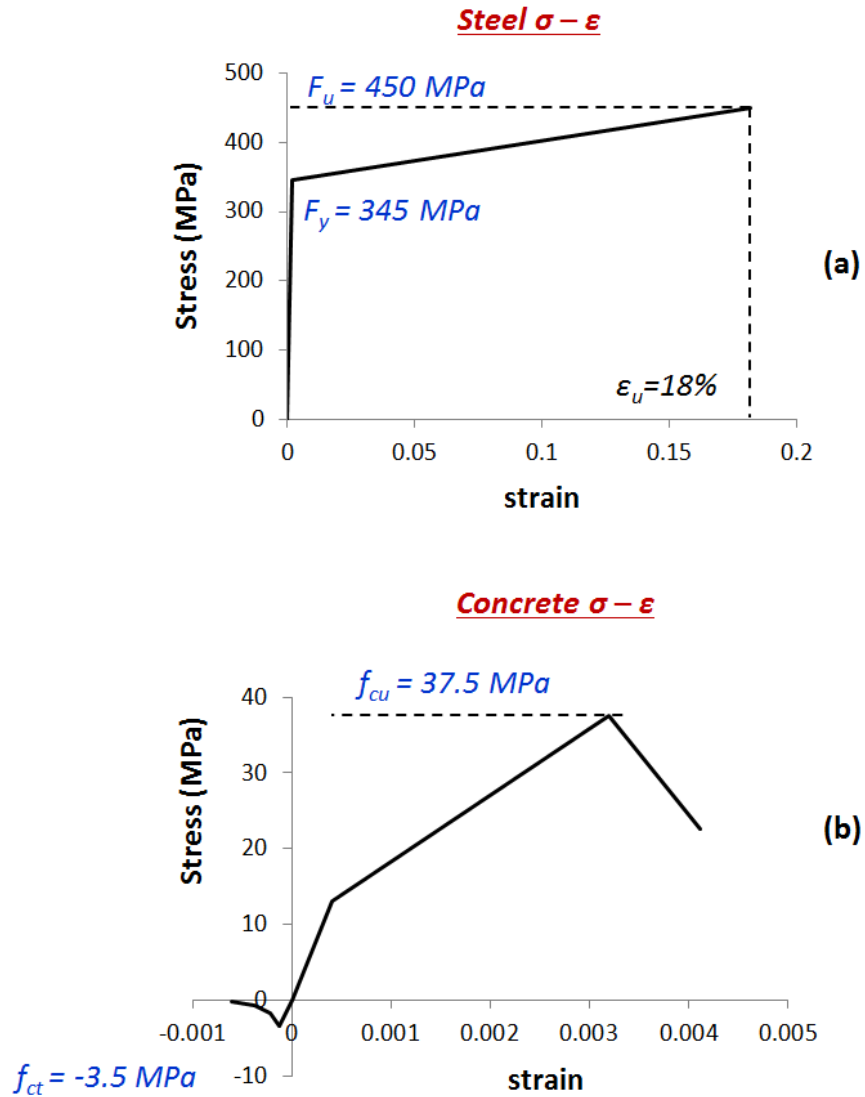 Steel σ – ε
500
F_u = 450 MPa
400
300
F_y = 345 MPa
Stress (MPa)
(a)
200
100
ε_u=18%
0
0 0.05 0.1 0.15 0.2
strain
Concrete σ – ε
f_cu = 37.5 MPa
40
30
Stress (MPa)
20
(b)
10
0
-0.001 0 0.001 0.002 0.003 0.004 0.005
f_ct = -3.5 MPa
-10
strain